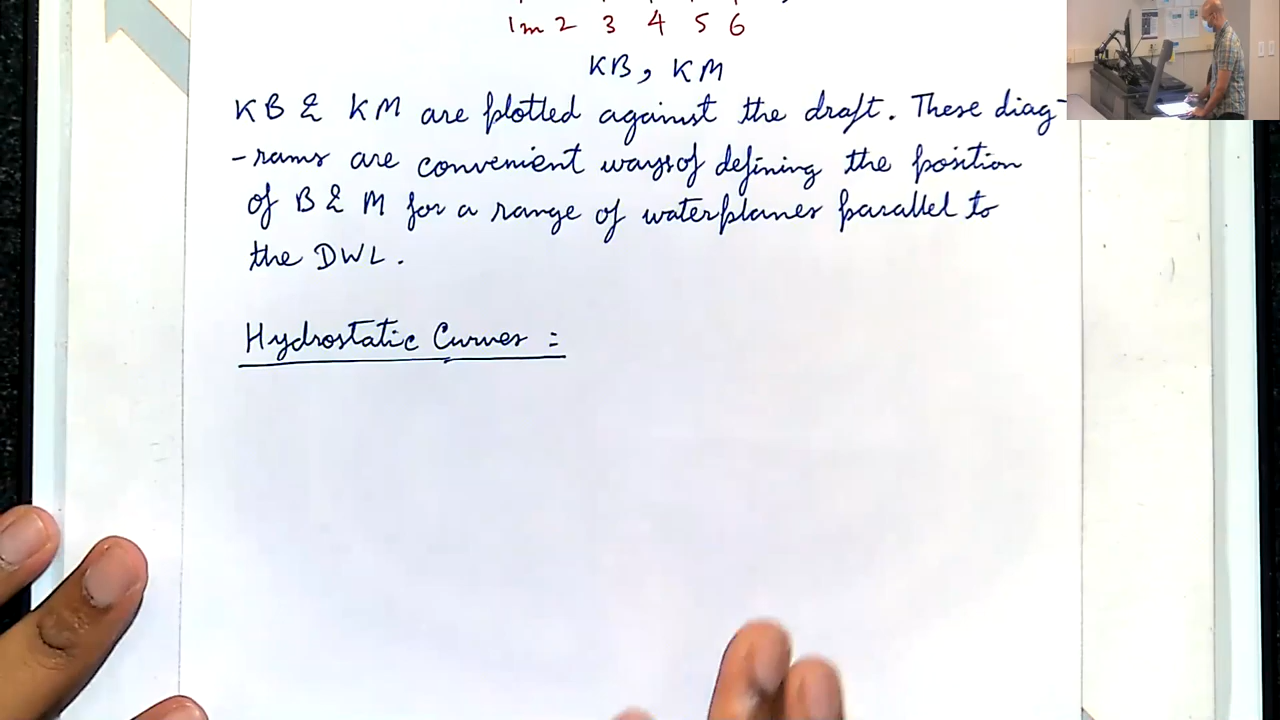 1m 2 3 4 5 6
KB, KM
KB & KM are plotted against the draft. These diag-
-rams are convenient ways of defining the position
of B & M for a range of waterplanes parallel to
the DWL.
Hydrostatic Curves :